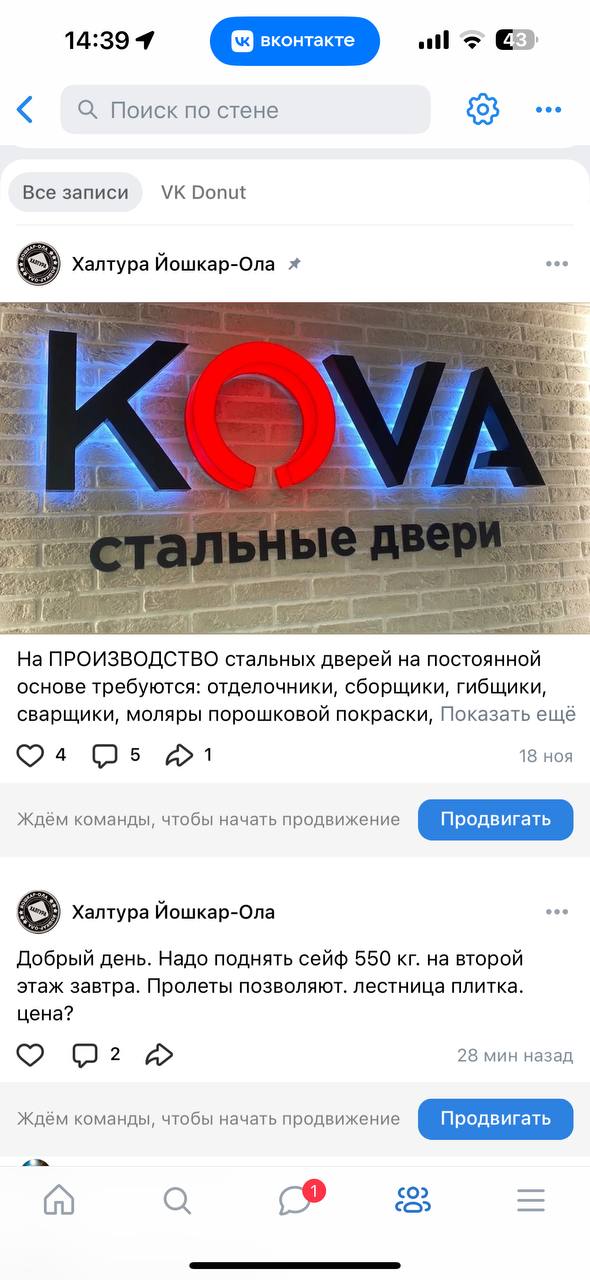 14:39
вконтакте
43
Поиск по стене
Все записи
VK Donut
Халтура Йошкар-Ола
KOVA
стальные двери
На ПРОИЗВОДСТВО стальных дверей на постоянной
основе требуются: отделочники, сборщики, гибщики,
сварщики, моляры порошковой покраски, Показать ещё
4
5
1
18 ноя
Ждём команды, чтобы начать продвижение
Продвигать
Халтура Йошкар-Ола
Добрый день. Надо поднять сейф 550 кг. на второй
этаж завтра. Пролеты позволяют. лестница плитка.
цена?
2
28 мин назад
Ждём команды, чтобы начать продвижение
Продвигать
1